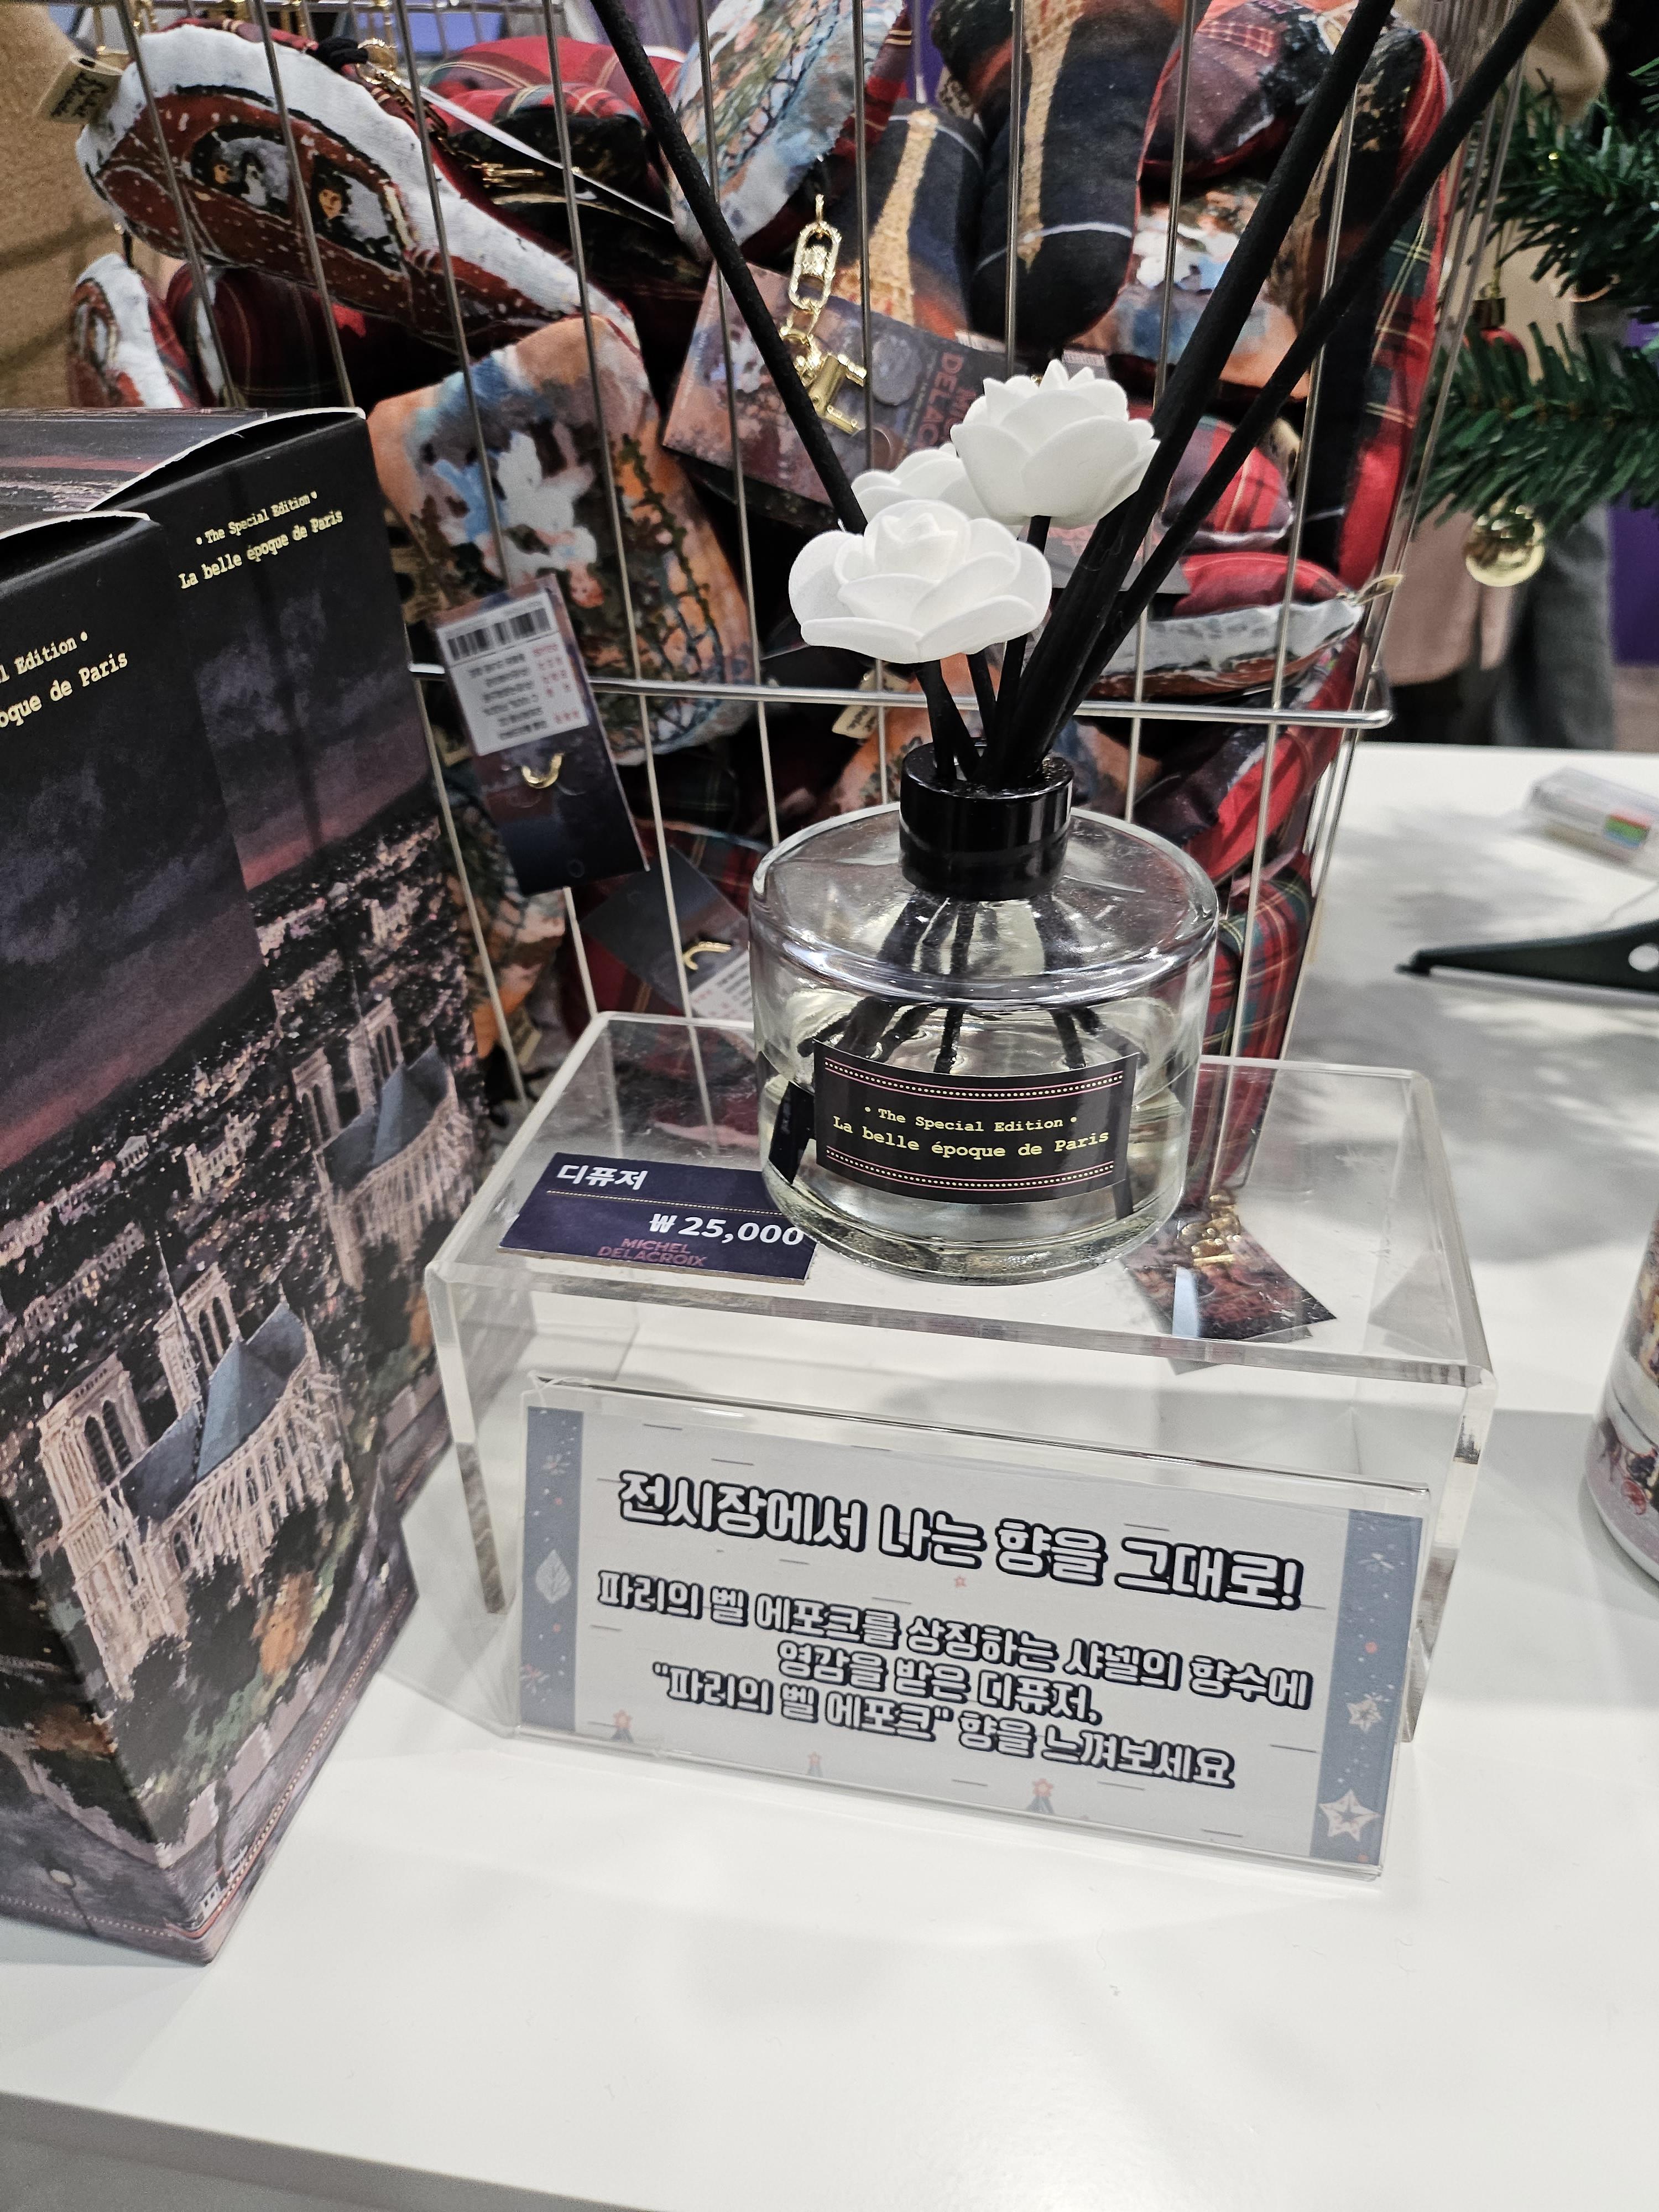 • The Special Edition •
La belle époque de Paris
l Edition •
oque de Paris
DELAC
• The Special Edition •
La belle époque de Paris
디퓨저
₩ 25,000
MICHEL
DELACROIX
전시장에서 나는 향을 그대로!
파리의 벨 에포크를 상징하는 샤넬의 향수에
영감을 받은 디퓨저,
"파리의 벨 에포크" 향을 느껴보세요